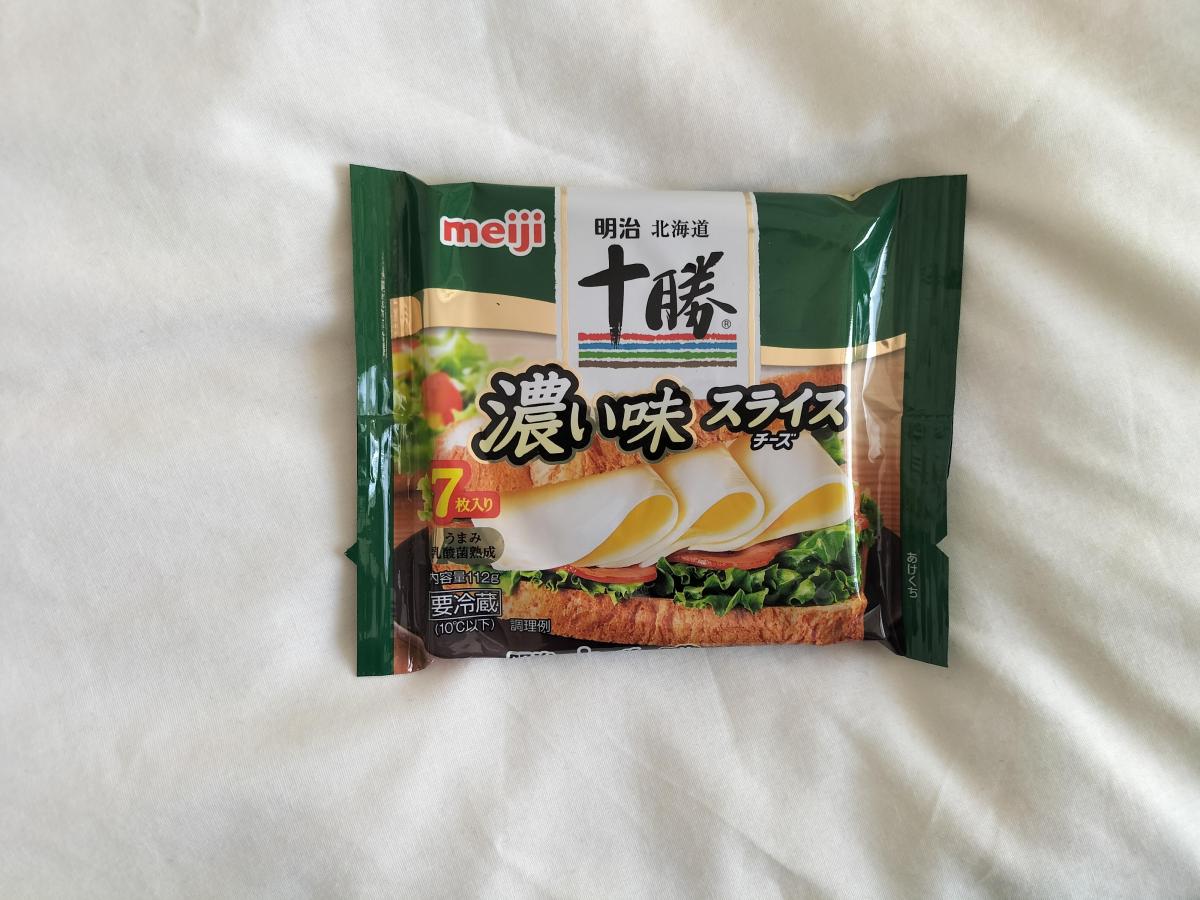 meiji
明治 北海道
十勝®
濃い味 スライス
チーズ
7枚入り
うまみ
乳酸菌熟成
内容量112g
要冷蔵
(10℃以下) 調理例
あけくち